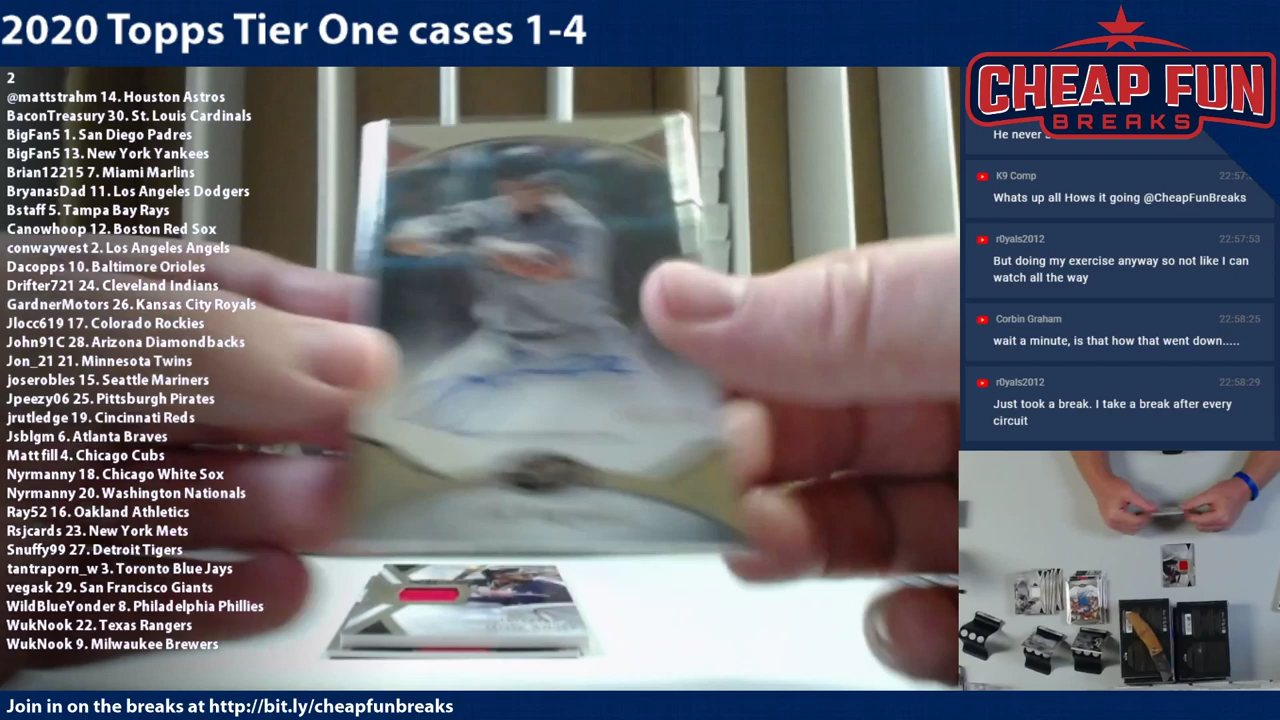 2020 Topps Tier One cases 1-4
2
@mattstrahm 14. Houston Astros
BaconTreasury 30. St. Louis Cardinals
BigFan5 1. San Diego Padres
BigFan5 13. New York Yankees
Brian12215 7. Miami Marlins
BryanasDad 11. Los Angeles Dodgers
Bstaff 5. Tampa Bay Rays
Canowhoop 12. Boston Red Sox
conwaywest 2. Los Angeles Angels
Dacopps 10. Baltimore Orioles
Drifter721 24. Cleveland Indians
GardnerMotors 26. Kansas City Royals
Jlocc619 17. Colorado Rockies
John91C 28. Arizona Diamondbacks
Jon_21 21. Minnesota Twins
joserobles 15. Seattle Mariners
Jpeezy06 25. Pittsburgh Pirates
jrutledge 19. Cincinnati Reds
Jsblgm 6. Atlanta Braves
Matt fill 4. Chicago Cubs
Nyrmanny 18. Chicago White Sox
Nyrmanny 20. Washington Nationals
Ray52 16. Oakland Athletics
Rsjcards 23. New York Mets
Snuffy99 27. Detroit Tigers
tantraporn_w 3. Toronto Blue Jays
vegask 29. San Francisco Giants
WildBlueYonder 8. Philadelphia Phillies
WukNook 22. Texas Rangers
WukNook 9. Milwaukee Brewers
Join in on the breaks at http://bit.ly/cheapfunbreaks
CHEAP FUN
BREAKS
He never
K9 Comp 22:57:
Whats up all Hows it going @CheapFunBreaks
r0yals2012 22:57:53
But doing my exercise anyway so not like I can
watch all the way
Corbin Graham 22:58:25
wait a minute, is that how that went down.....
r0yals2012 22:58:29
Just took a break. I take a break after every
circuit